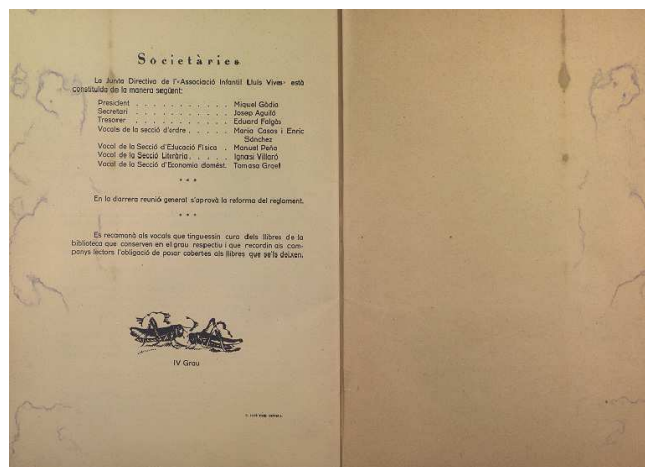 Societàries
La Junta Directiva de l'«Associació Infantil Lluis Vives» està
constituïda de la manera següent:
President . . . . . . . . . . . Miquel Gàdia
Secretari . . . . . . . . . . . Josep Aguiló
Tresorer . . . . . . . . . . . Eduard Folgàs
Vocals de la secció d'ordre . . . . . Maria Casas i Enric
Sánchez
Vocal de la Secció d'Educació Física . Manuel Peña
Vocal de la Secció Literària . . . . . Ignasi Villaró
Vocal de la Secció d'Economia domèst. Tomasa Graell
* * *
En la darrera reunió general s'aprovà la reforma del reglament.
* * *
Es recomanà als vocals que tinguessin cura dels llibres de la
biblioteca que conserven en el grau respectiu i que recordin als com-
panys lectors l'obligació de posar cobertes als llibres que se'ls deixen.
IV Grau